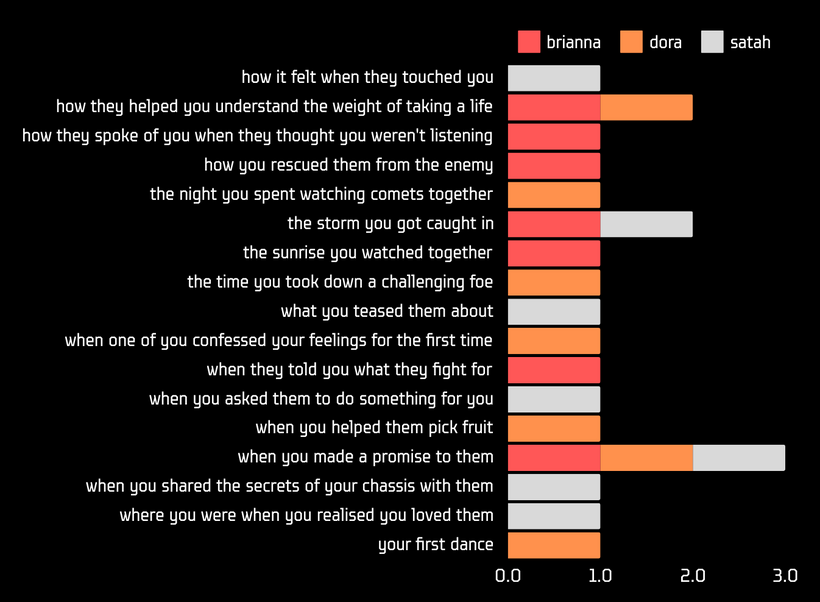 brianna dora satah
how it felt when they touched you
how they helped you understand the weight of taking a life
how they spoke of you when they thought you weren't listening
how you rescued them from the enemy
the night you spent watching comets together
the storm you got caught in
the sunrise you watched together
the time you took down a challenging foe
what you teased them about
when one of you confessed your feelings for the first time
when they told you what they fight for
when you asked them to do something for you
when you helped them pick fruit
when you made a promise to them
when you shared the secrets of your chassis with them
where you were when you realised you loved them
your first dance
0.0 1.0 2.0 3.0